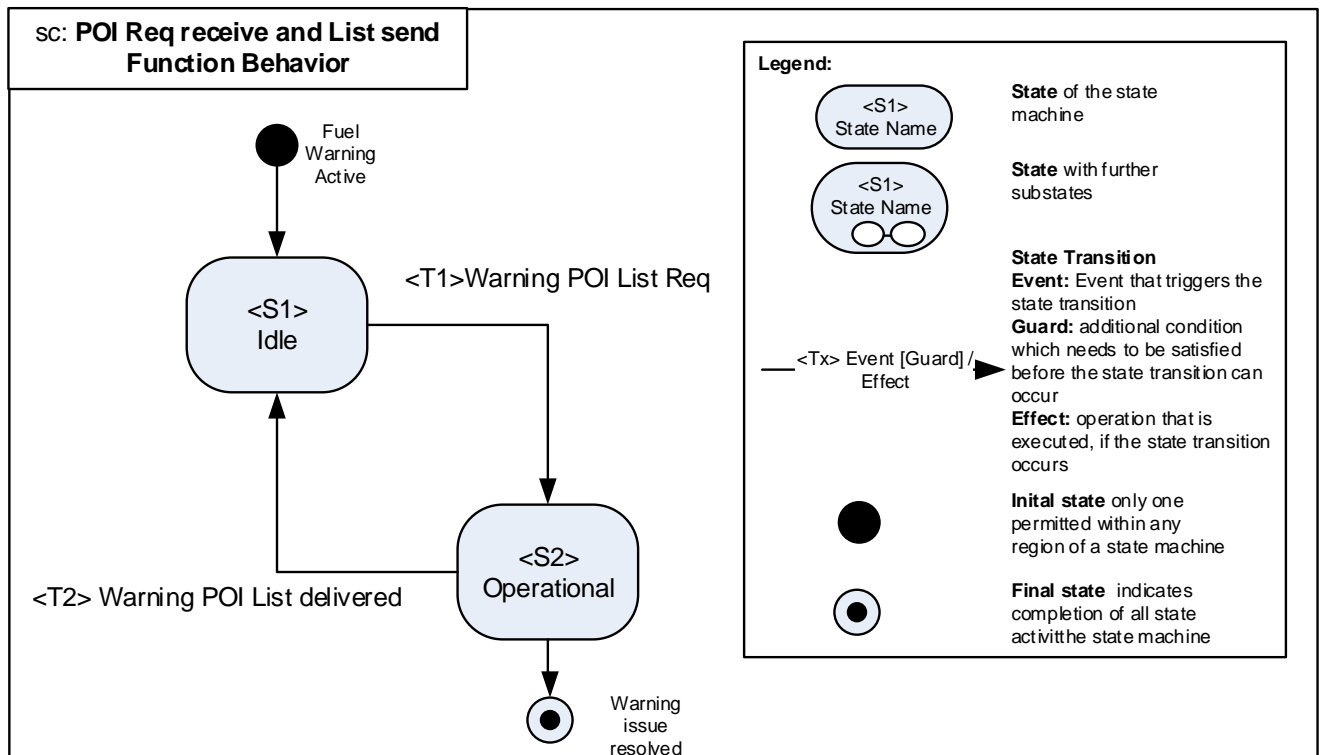 sc: POI Req receive and List send
Function Behavior
Fuel
Warning
Active
<S1>
Idle
<T1>Warning POI List Req
<S2>
Operational
<T2> Warning POI List delivered
Warning
issue
resolved
Legend:
<S1>
State Name
State of the state
machine
<S1>
State Name
State with further
substates
<Tx> Event [Guard] /
Effect
State Transition
Event: Event that triggers the
state transition
Guard: additional condition
which needs to be satisfied
before the state transition can
occur
Effect: operation that is
executed, if the state transition
occurs
Inital state only one
permitted within any
region of a state machine
Final state indicates
completion of all state
activitthe state machine